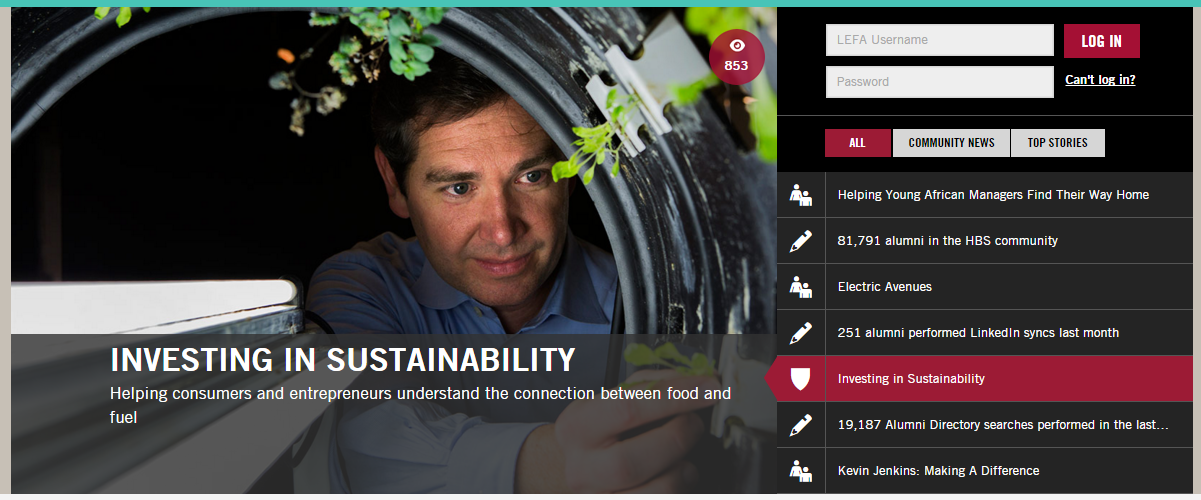 853
INVESTING IN SUSTAINABILITY
Helping consumers and entrepreneurs understand the connection between food and
fuel
LEFA Username
LOG IN
Password
Can't log in?
ALL
COMMUNITY NEWS
TOP STORIES
Helping Young African Managers Find Their Way Home
81,791 alumni in the HBS community
Electric Avenues
251 alumni performed LinkedIn syncs last month
Investing in Sustainability
19,187 Alumni Directory searches performed in the last...
Kevin Jenkins: Making A Difference